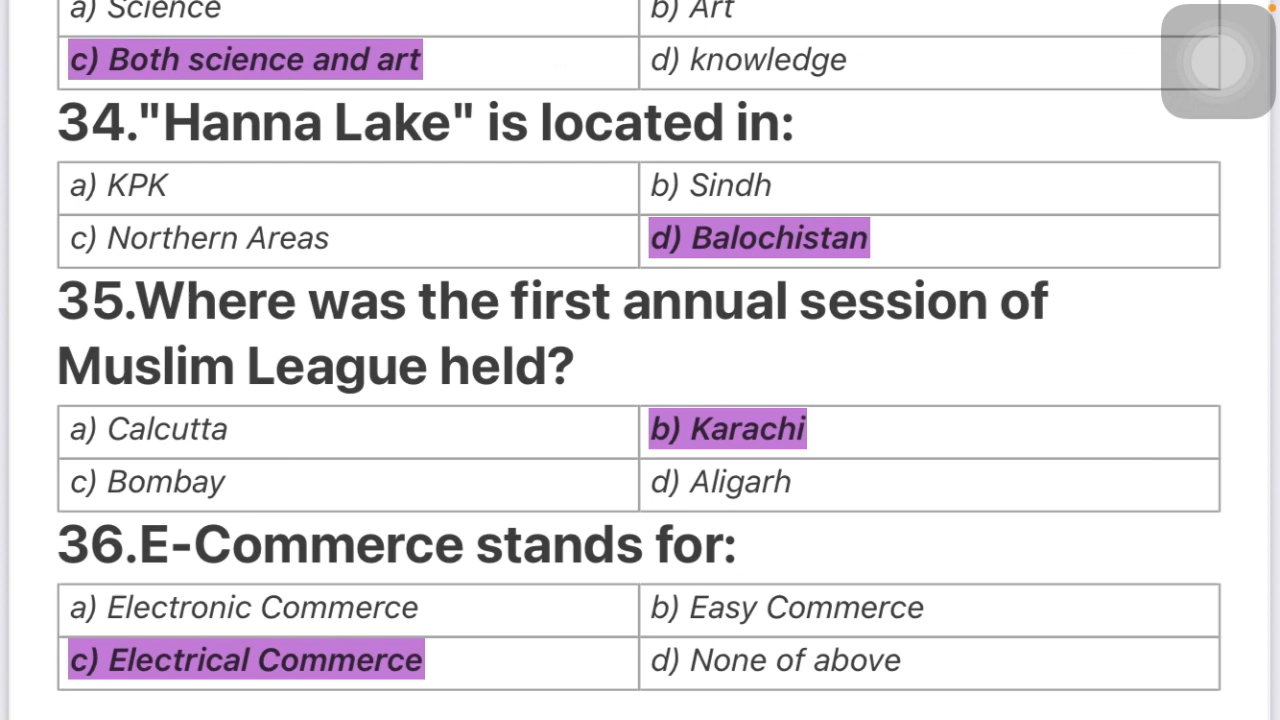 a) Science b) Art
c) Both science and art d) knowledge
34."Hanna Lake" is located in:
a) KPK b) Sindh
c) Northern Areas d) Balochistan
35.Where was the first annual session of
Muslim League held?
a) Calcutta b) Karachi
c) Bombay d) Aligarh
36.E-Commerce stands for:
a) Electronic Commerce b) Easy Commerce
c) Electrical Commerce d) None of above